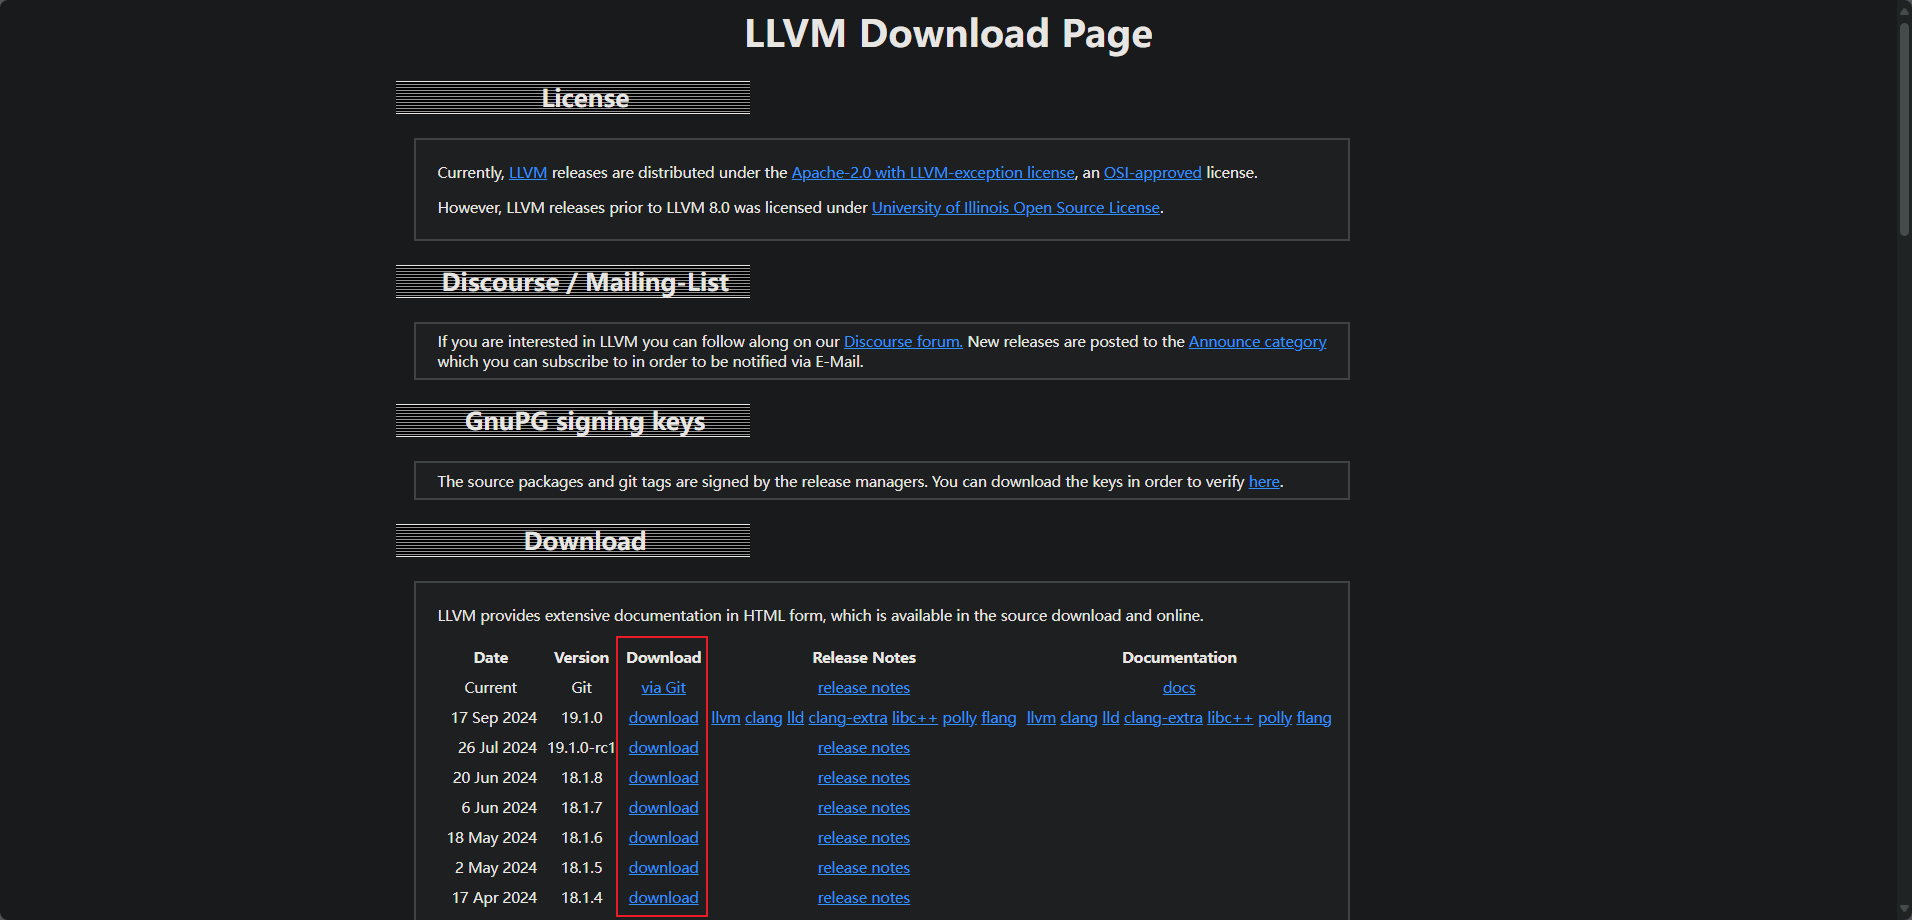 LLVM Download Page
License
Currently, LLVM releases are distributed under the Apache-2.0 with LLVM-exception license, an OSI-approved license.
However, LLVM releases prior to LLVM 8.0 was licensed under University of Illinois Open Source License.
Discourse / Mailing-List
If you are interested in LLVM you can follow along on our Discourse forum. New releases are posted to the Announce category
which you can subscribe to in order to be notified via E-Mail.
GnuPG signing keys
The source packages and git tags are signed by the release managers. You can download the keys in order to verify here.
Download
LLVM provides extensive documentation in HTML form, which is available in the source download and online.
Date Version Download Release Notes Documentation
Current Git via Git release notes docs
17 Sep 2024 19.1.0 download llvm clang lld clang-extra libc++ polly flang llvm clang lld clang-extra libc++ polly flang
26 Jul 2024 19.1.0-rc1 download release notes
20 Jun 2024 18.1.8 download release notes
6 Jun 2024 18.1.7 download release notes
18 May 2024 18.1.6 download release notes
2 May 2024 18.1.5 download release notes
17 Apr 2024 18.1.4 download release notes